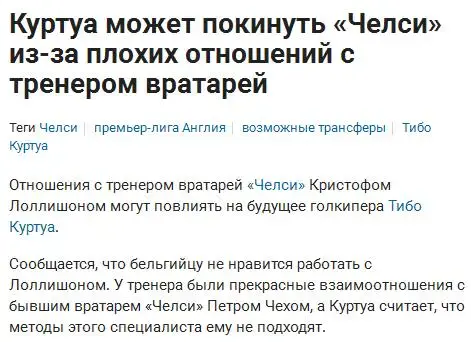 Куртуа может покинуть «Челси»
из-за плохих отношений с
тренером вратарей
Теги Челси премьер-лига Англия возможные трансферы Тибо
Куртуа
Отношения с тренером вратарей «Челси» Кристофом
Лоллишоном могут повлиять на будущее голкипера Тибо
Куртуа.
Сообщается, что бельгийцу не нравится работать с
Лоллишоном. У тренера были прекрасные взаимоотношения с
бывшим вратарем «Челси» Петром Чехом, а Куртуа считает, что
методы этого специалиста ему не подходят.